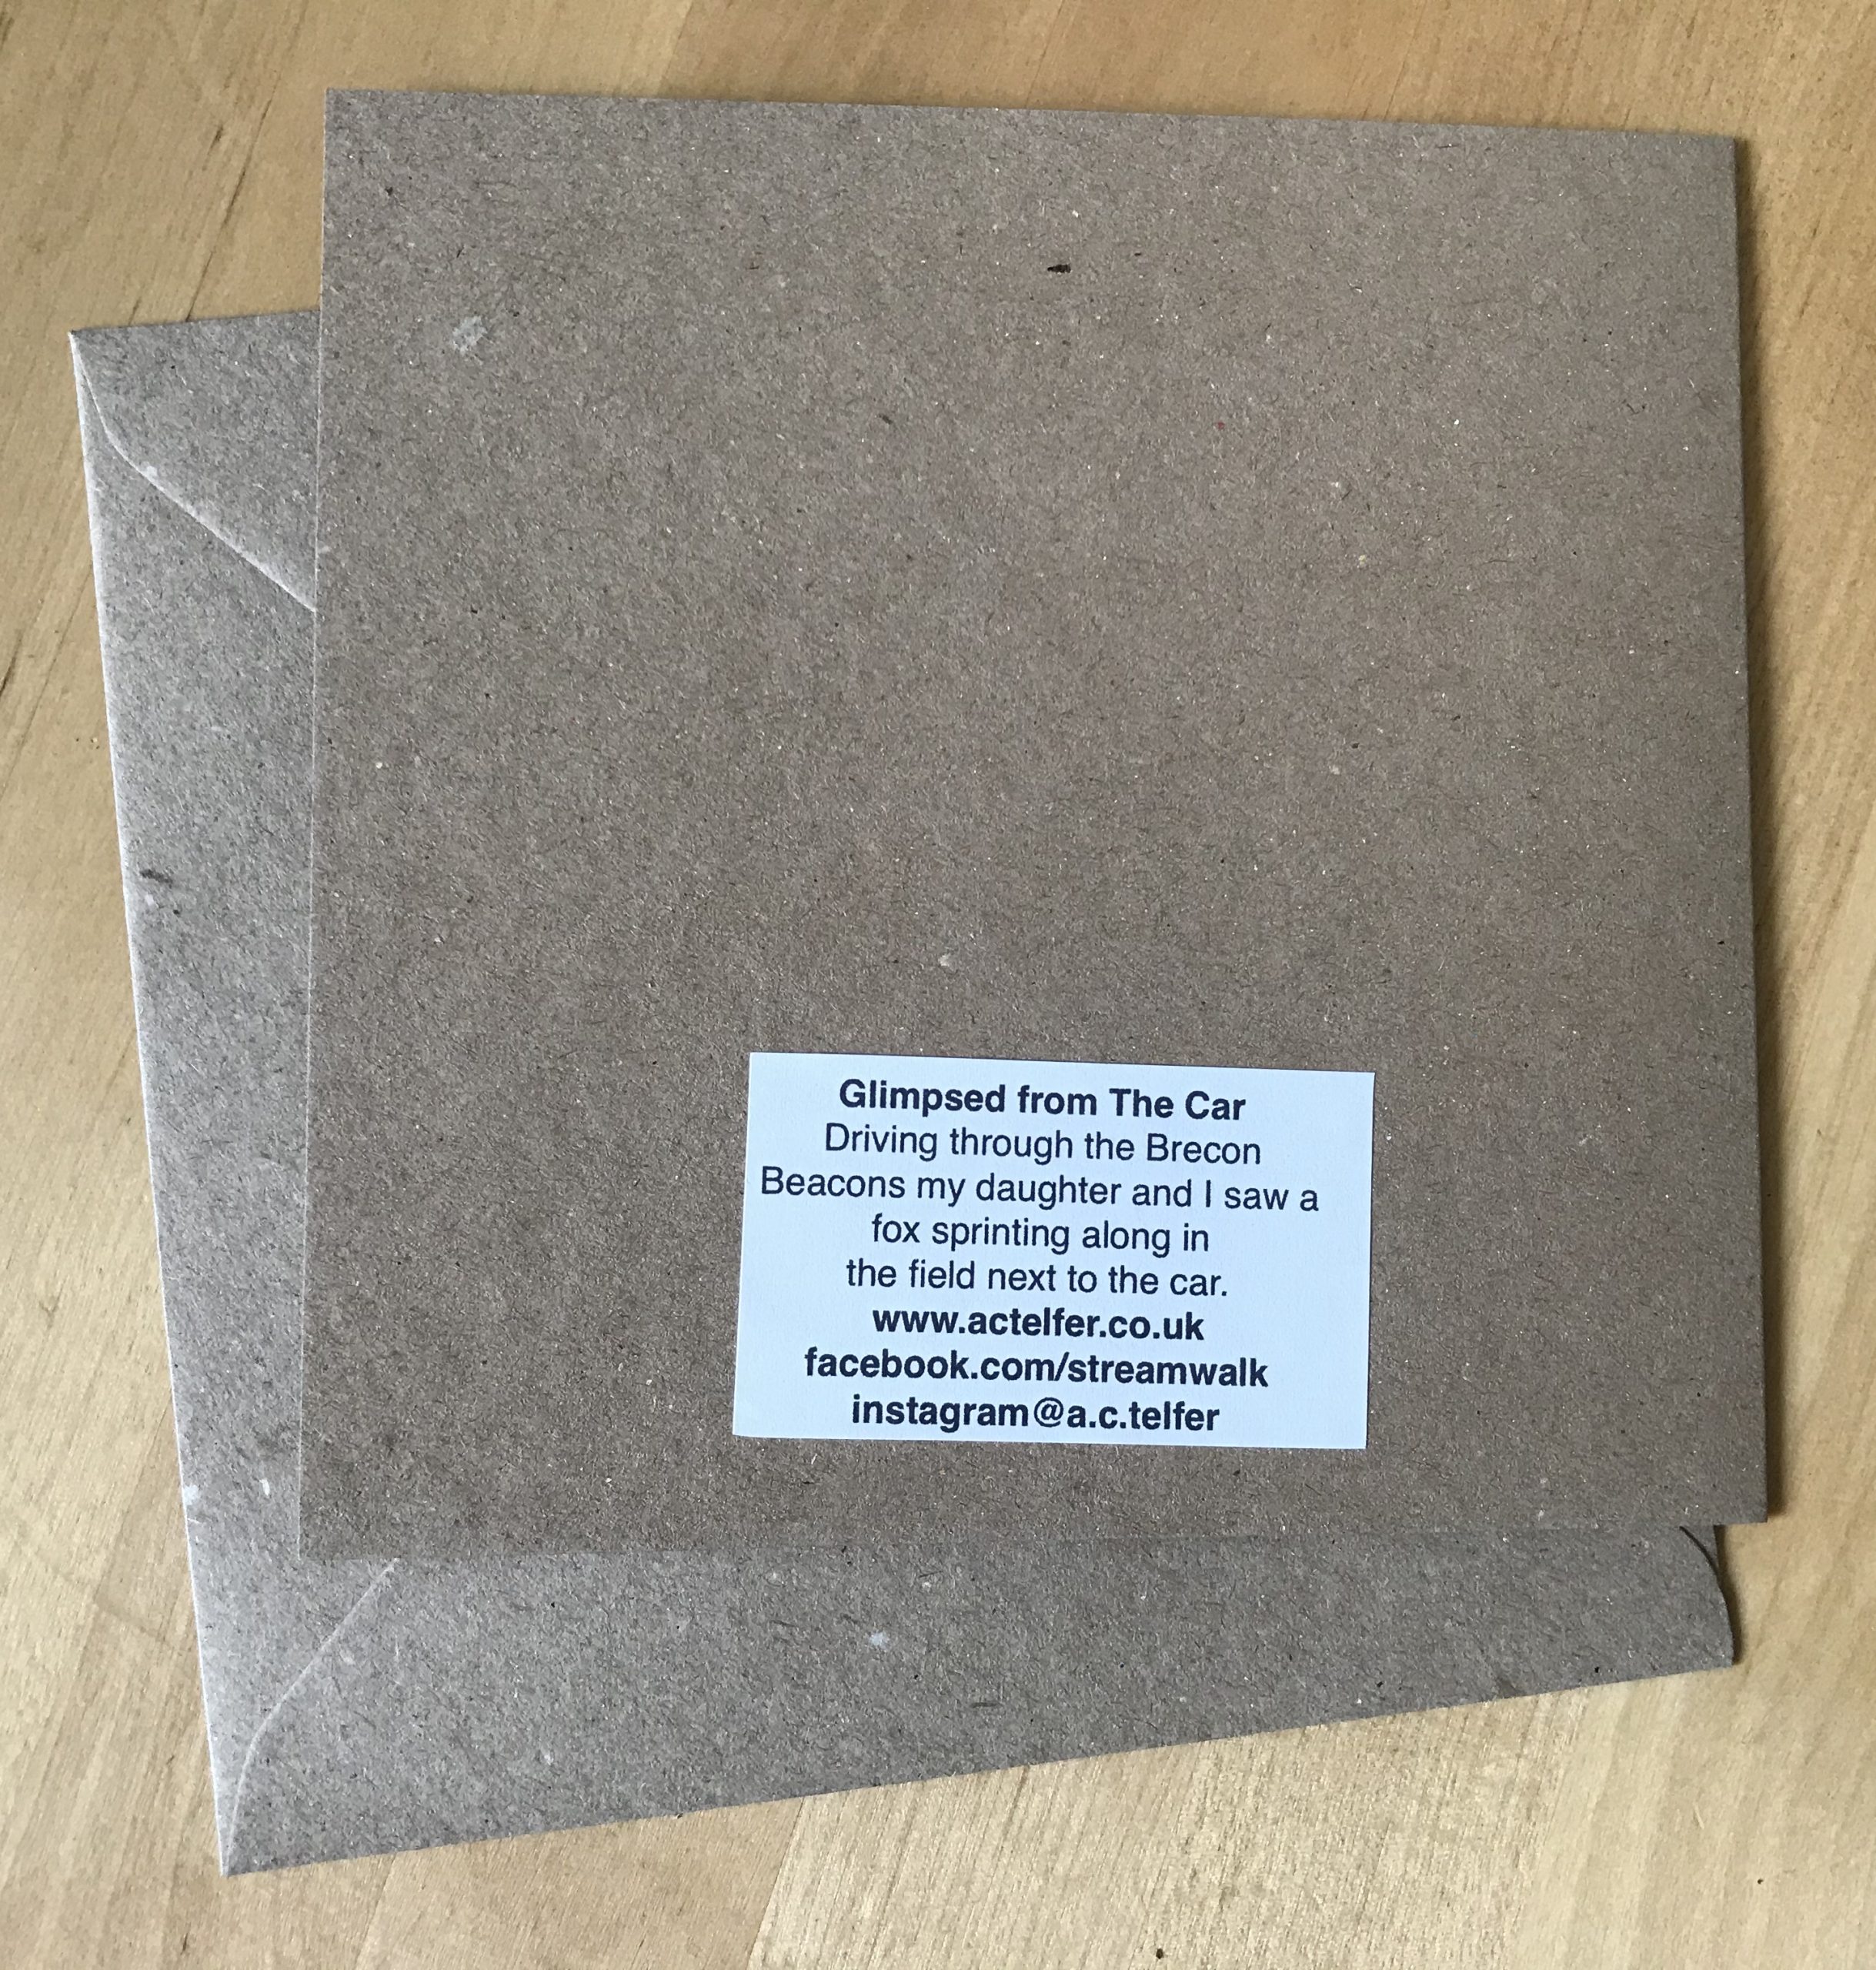 Glimpsed from The Car
Driving through the Brecon
Beacons my daughter and I saw a
fox sprinting along in
the field next to the car.
www.actelfer.co.uk
facebook.com/streamwalk
instagram@a.c.telfer